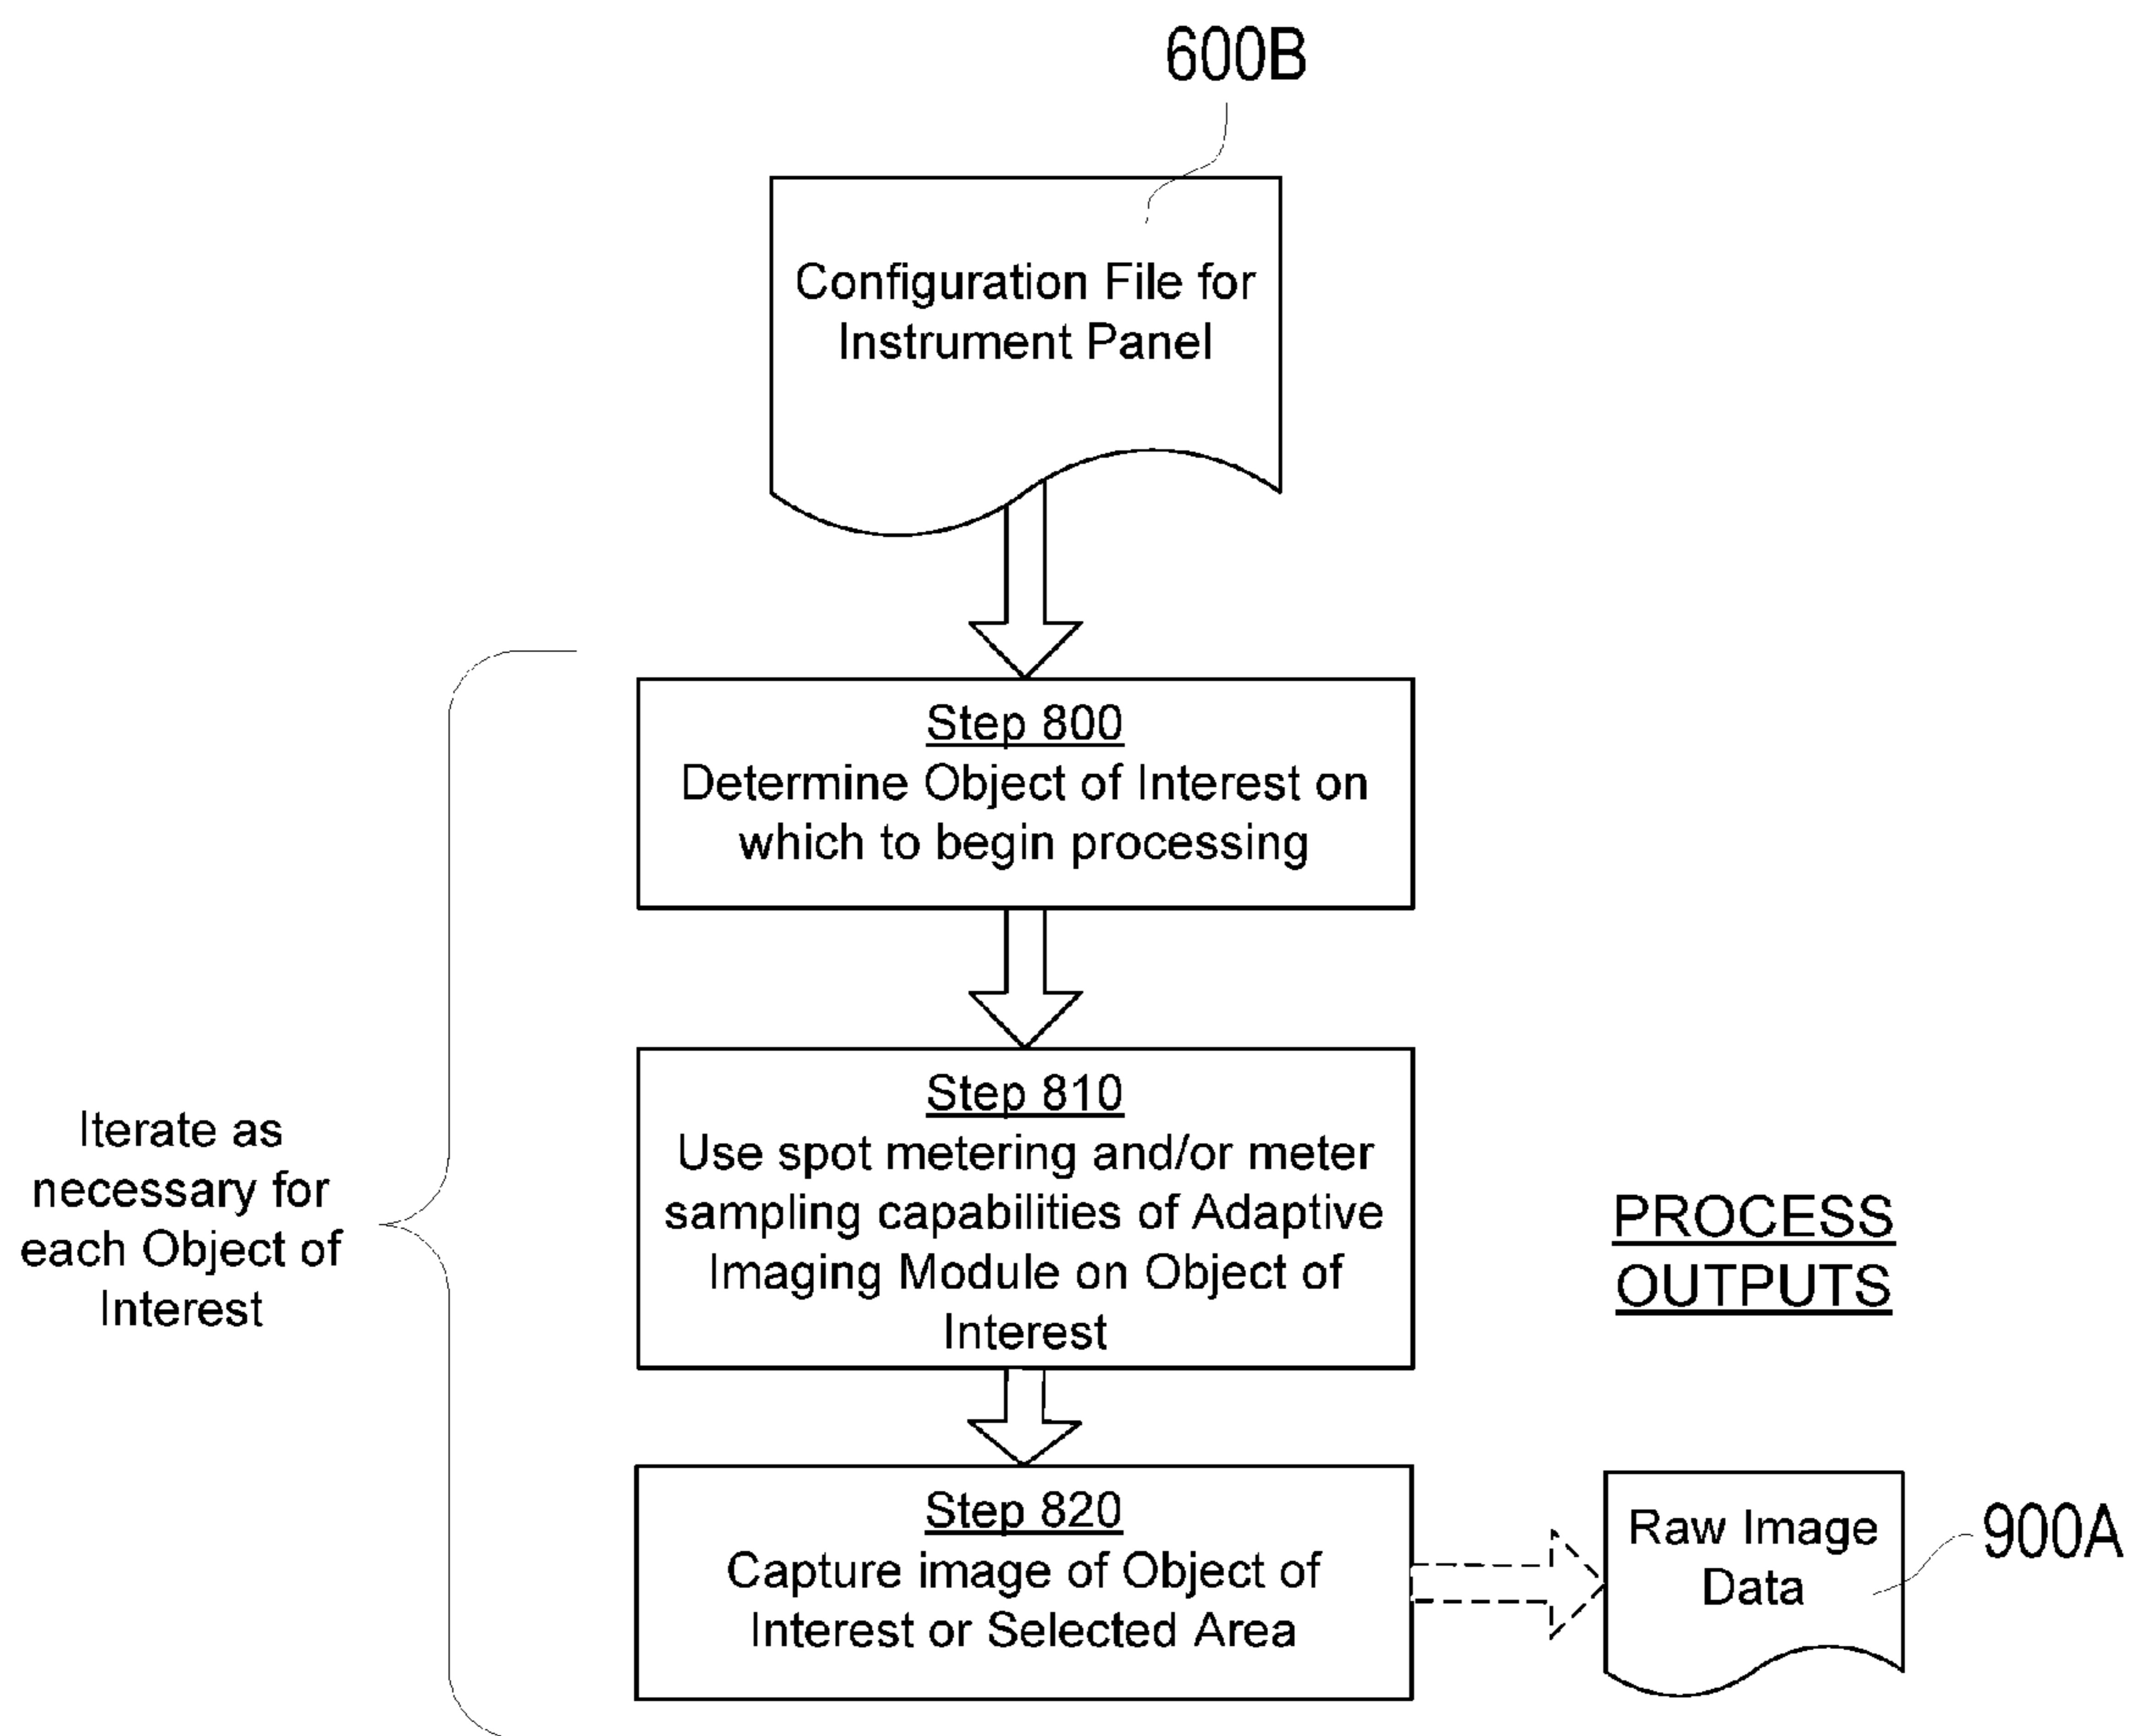 600B
Configuration File for
Instrument Panel
Step 800
Determine Object of Interest on
which to begin processing
Step 810
Use spot metering and/or meter
sampling capabilities of Adaptive
Imaging Module on Object of
Interest
Iterate as
necessary for
each Object of
Interest
PROCESS
OUTPUTS
Step 820
Capture image of Object of
Interest or Selected Area
Raw Image
Data
900A